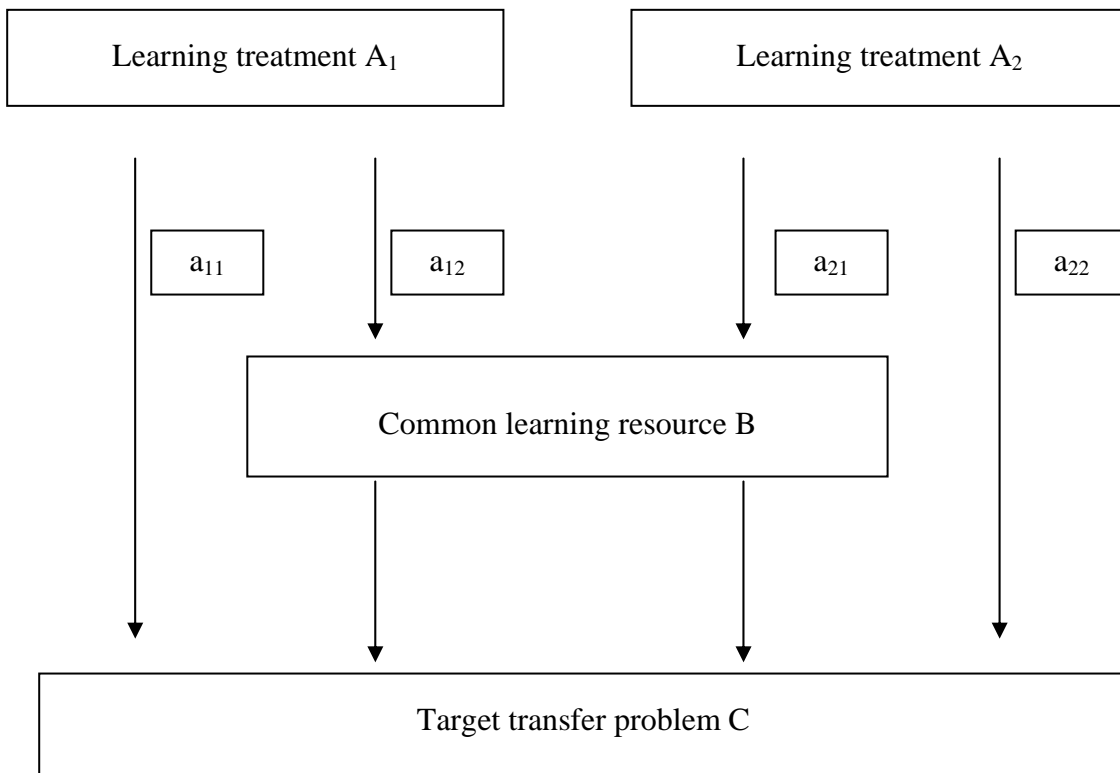 Learning treatment A₁
Learning treatment A₂
a₁₁
a₁₂
a₂₁
a₂₂
Common learning resource B
Target transfer problem C